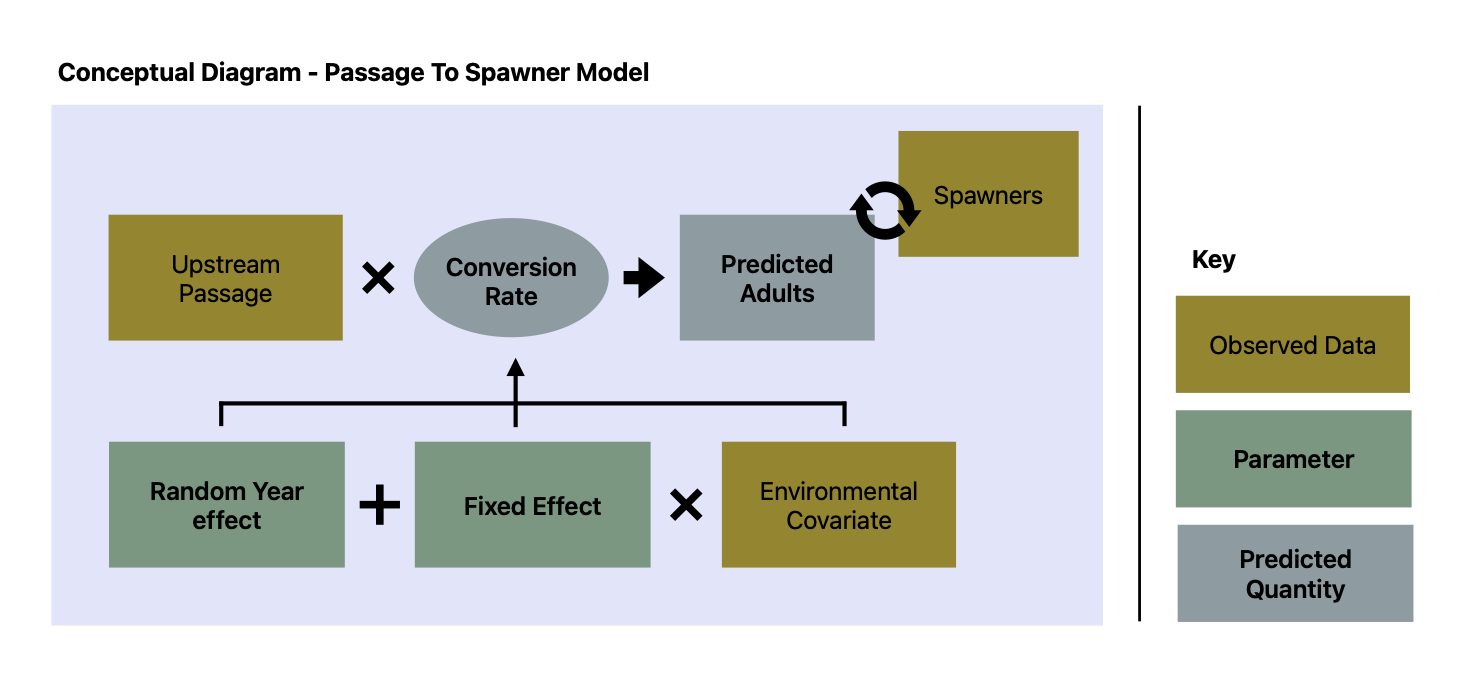 Conceptual Diagram - Passage To Spawner Model
Spawners
Upstream
Passage
Conversion
Rate
Predicted
Adults
Random Year
effect
Fixed Effect
Environmental
Covariate
Key
Observed Data
Parameter
Predicted
Quantity